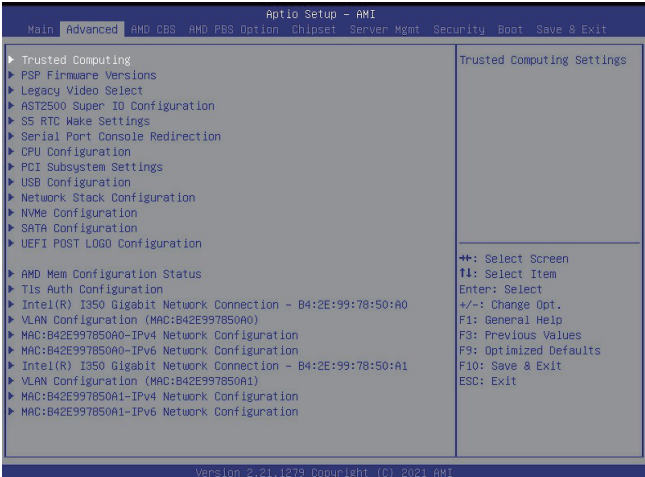 Aptio Setup – AMI
Main Advanced AMD CBS AMD PBS Option Chipset Server Mgmt Security Boot Save & Exit
Trusted Computing
PSP Firmware Versions
Legacy Video Select
AST2500 Super IO Configuration
S5 RTC Wake Settings
Serial Port Console Redirection
CPU Configuration
PCI Subsystem Settings
USB Configuration
Network Stack Configuration
NVMe Configuration
SATA Configuration
UEFI POST LOGO Configuration
AMD Mem Configuration Status
Tls Auth Configuration
Intel(R) I350 Gigabit Network Connection – B4:2E:99:78:50:A0
VLAN Configuration (MAC:B42E997850A0)
MAC:B42E997850A0-IPv4 Network Configuration
MAC:B42E997850A0-IPv6 Network Configuration
Intel(R) I350 Gigabit Network Connection – B4:2E:99:78:50:A1
VLAN Configuration (MAC:B42E997850A1)
MAC:B42E997850A1-IPv4 Network Configuration
MAC:B42E997850A1-IPv6 Network Configuration
Trusted Computing Settings
→←: Select Screen
↑↓: Select Item
Enter: Select
+/-: Change Opt.
F1: General Help
F3: Previous Values
F9: Optimized Defaults
F10: Save & Exit
ESC: Exit
Version 2.21.1279 Copyright (C) 2021 AMI